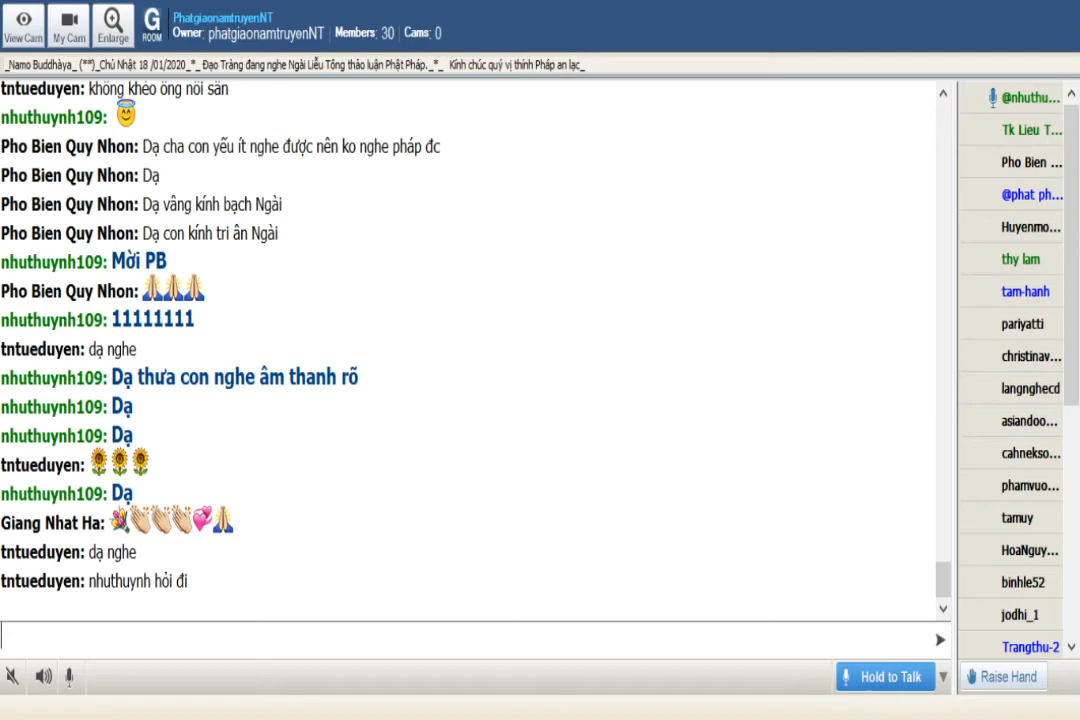 View Cam
My Cam
Enlarge
G
ROOM
PhatgiaonamtruyenNT
Owner: phatgiaonamtruyenNT | Members: 30 | Cams: 0
_Namo Buddhàya_ (**)_Chủ Nhật 18 /01/2020_*_ Đạo Tràng đang nghe Ngài Liễu Tông thảo luận Phật Pháp._*_ Kính chúc quý vị thính Pháp an lạc_
tntueduyen: không khéo ông nổi sân
nhuthuynh109:
Pho Bien Quy Nhon: Dạ cha con yếu ít nghe được nên ko nghe pháp đc
Pho Bien Quy Nhon: Dạ
Pho Bien Quy Nhon: Dạ vâng kính bạch Ngài
Pho Bien Quy Nhon: Dạ con kính tri ân Ngài
nhuthuynh109: Mời PB
Pho Bien Quy Nhon: 🙏🙏🙏
nhuthuynh109: 11111111
tntueduyen: dạ nghe
nhuthuynh109: Dạ thưa con nghe âm thanh rõ
nhuthuynh109: Dạ
nhuthuynh109: Dạ
tntueduyen: 🌻🌻🌻
nhuthuynh109: Dạ
Giang Nhat Ha: 💐👏👏👏💞🙏
tntueduyen: dạ nghe
tntueduyen: nhuthuynh hỏi đi
@nhuthu...
Tk Lieu T...
Pho Bien ...
@phat ph...
Huyenmo...
thy lam
tam-hanh
pariyatti
christinav...
langnghecd
asiandoo...
cahnekso...
phamvuo...
tamuy
HoaNguy...
binhle52
jodhi_1
Trangthu-2
Hold to Talk
Raise Hand